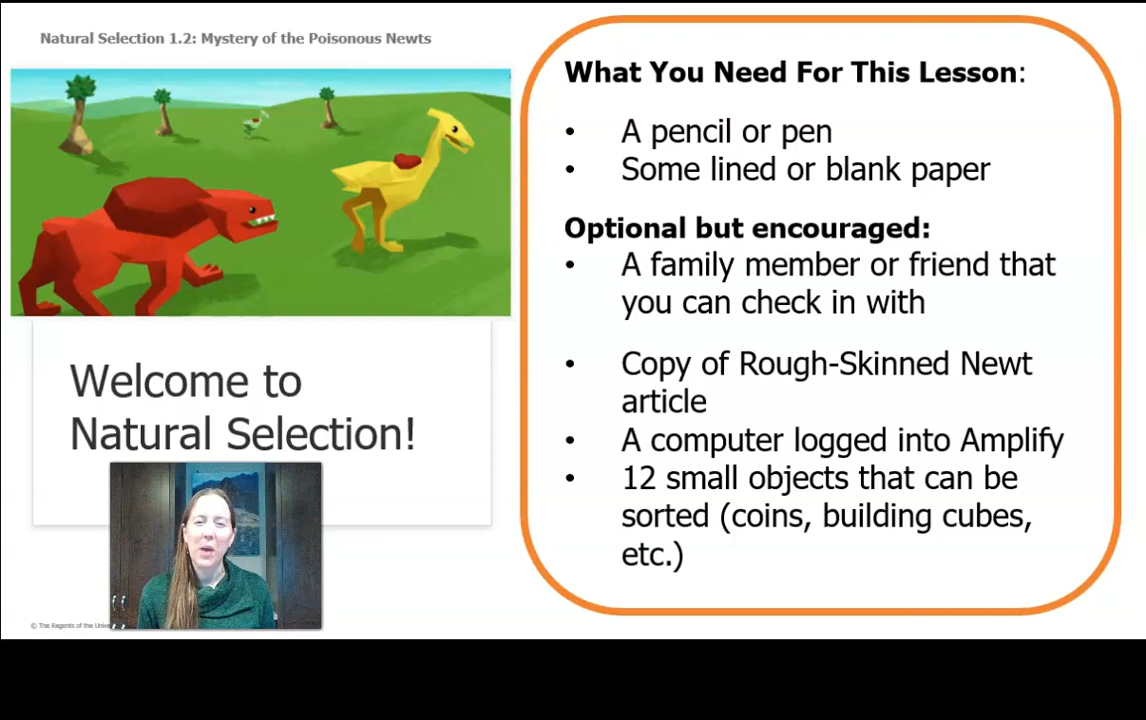 Natural Selection 1.2: Mystery of the Poisonous Newts
Welcome to
Natural Selection!
© The Regents of the
What You Need For This Lesson:
• A pencil or pen
• Some lined or blank paper
Optional but encouraged:
• A family member or friend that
you can check in with
• Copy of Rough-Skinned Newt
article
• A computer logged into Amplify
• 12 small objects that can be
sorted (coins, building cubes,
etc.)